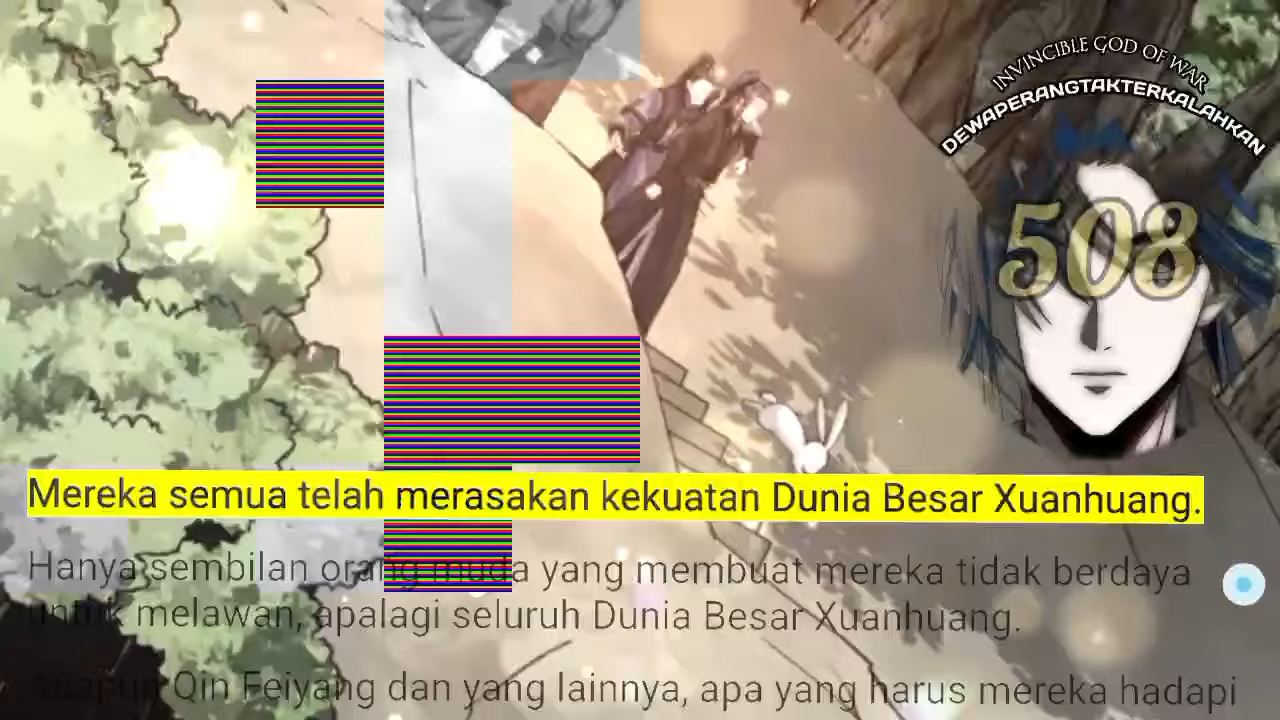 INVINCIBLE GOD OF WAR
DEWAPERANGTAKTERKALAHKAN
508
Mereka semua telah merasakan kekuatan Dunia Besar Xuanhuang.
Hanya sembilan orang muda yang membuat mereka tidak berdaya
untuk melawan, apalagi seluruh Dunia Besar Xuanhuang.
Qin Feiyang dan yang lainnya, apa yang harus mereka hadapi